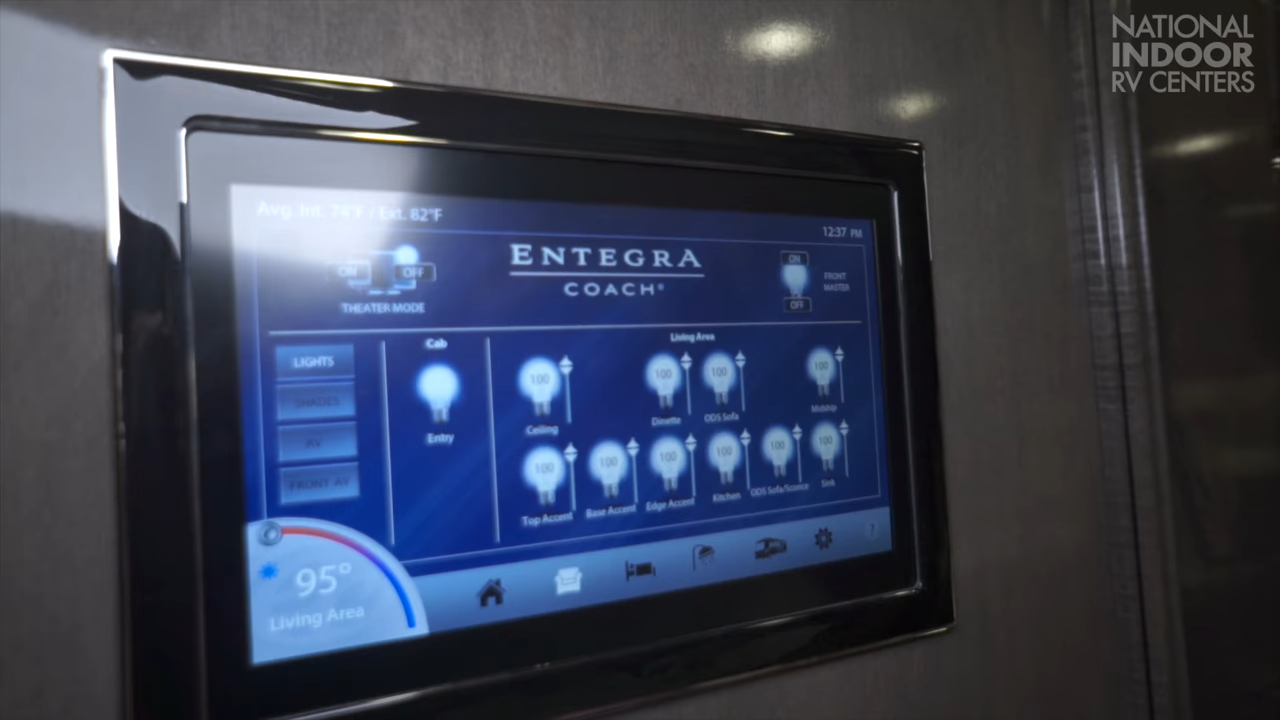 NATIONAL
INDOOR
RV CENTERS
Avg. Int. 74°F / Ext. 82°F
12:37 PM
ENTEGRA
COACH®
ON OFF
THEATER MODE
ON
OFF
FRONT
MASTER
LIGHTS
SHADES
AV
FRONT AV
Cab
Entry
Living Area
100 100 100 100
Ceiling Dinette ODS Sofa Midship
100 100 100 100 100 100
Top Accent Base Accent Edge Accent Kitchen ODS Sofa/Sconce Sink
95°
Living Area
?